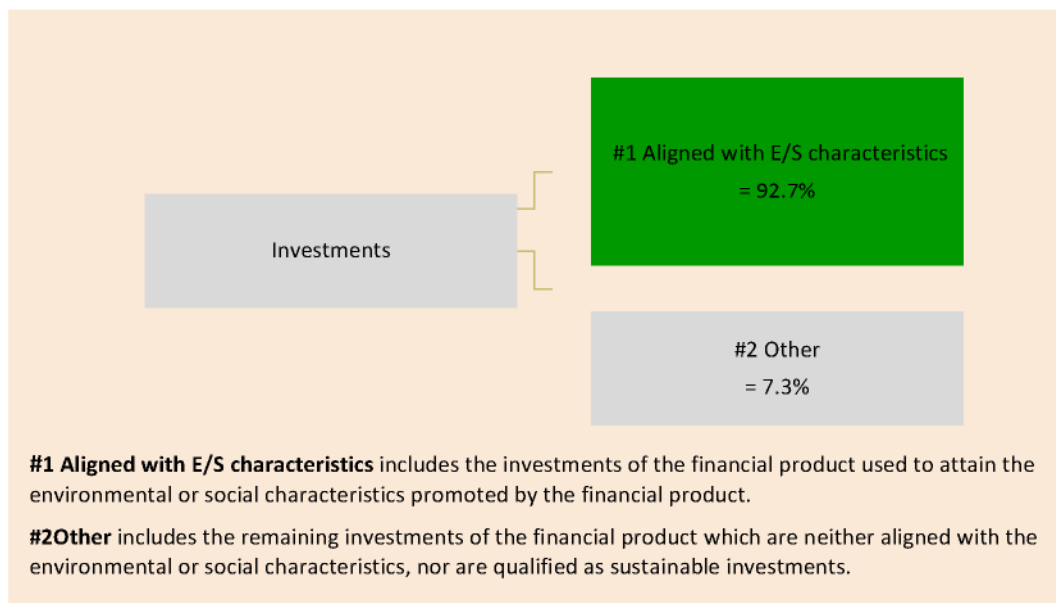 #1 Aligned with E/S characteristics
= 92.7%
Investments
#2 Other
= 7.3%
#1 Aligned with E/S characteristics includes the investments of the financial product used to attain the
environmental or social characteristics promoted by the financial product.
#2Other includes the remaining investments of the financial product which are neither aligned with the
environmental or social characteristics, nor are qualified as sustainable investments.